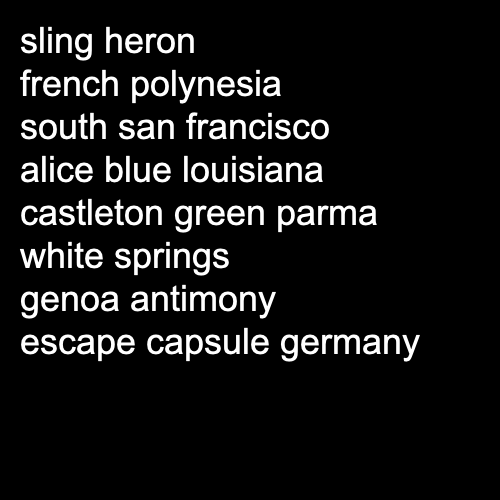 sling heron
french polynesia
south san francisco
alice blue louisiana
castleton green parma
white springs
genoa antimony
escape capsule germany